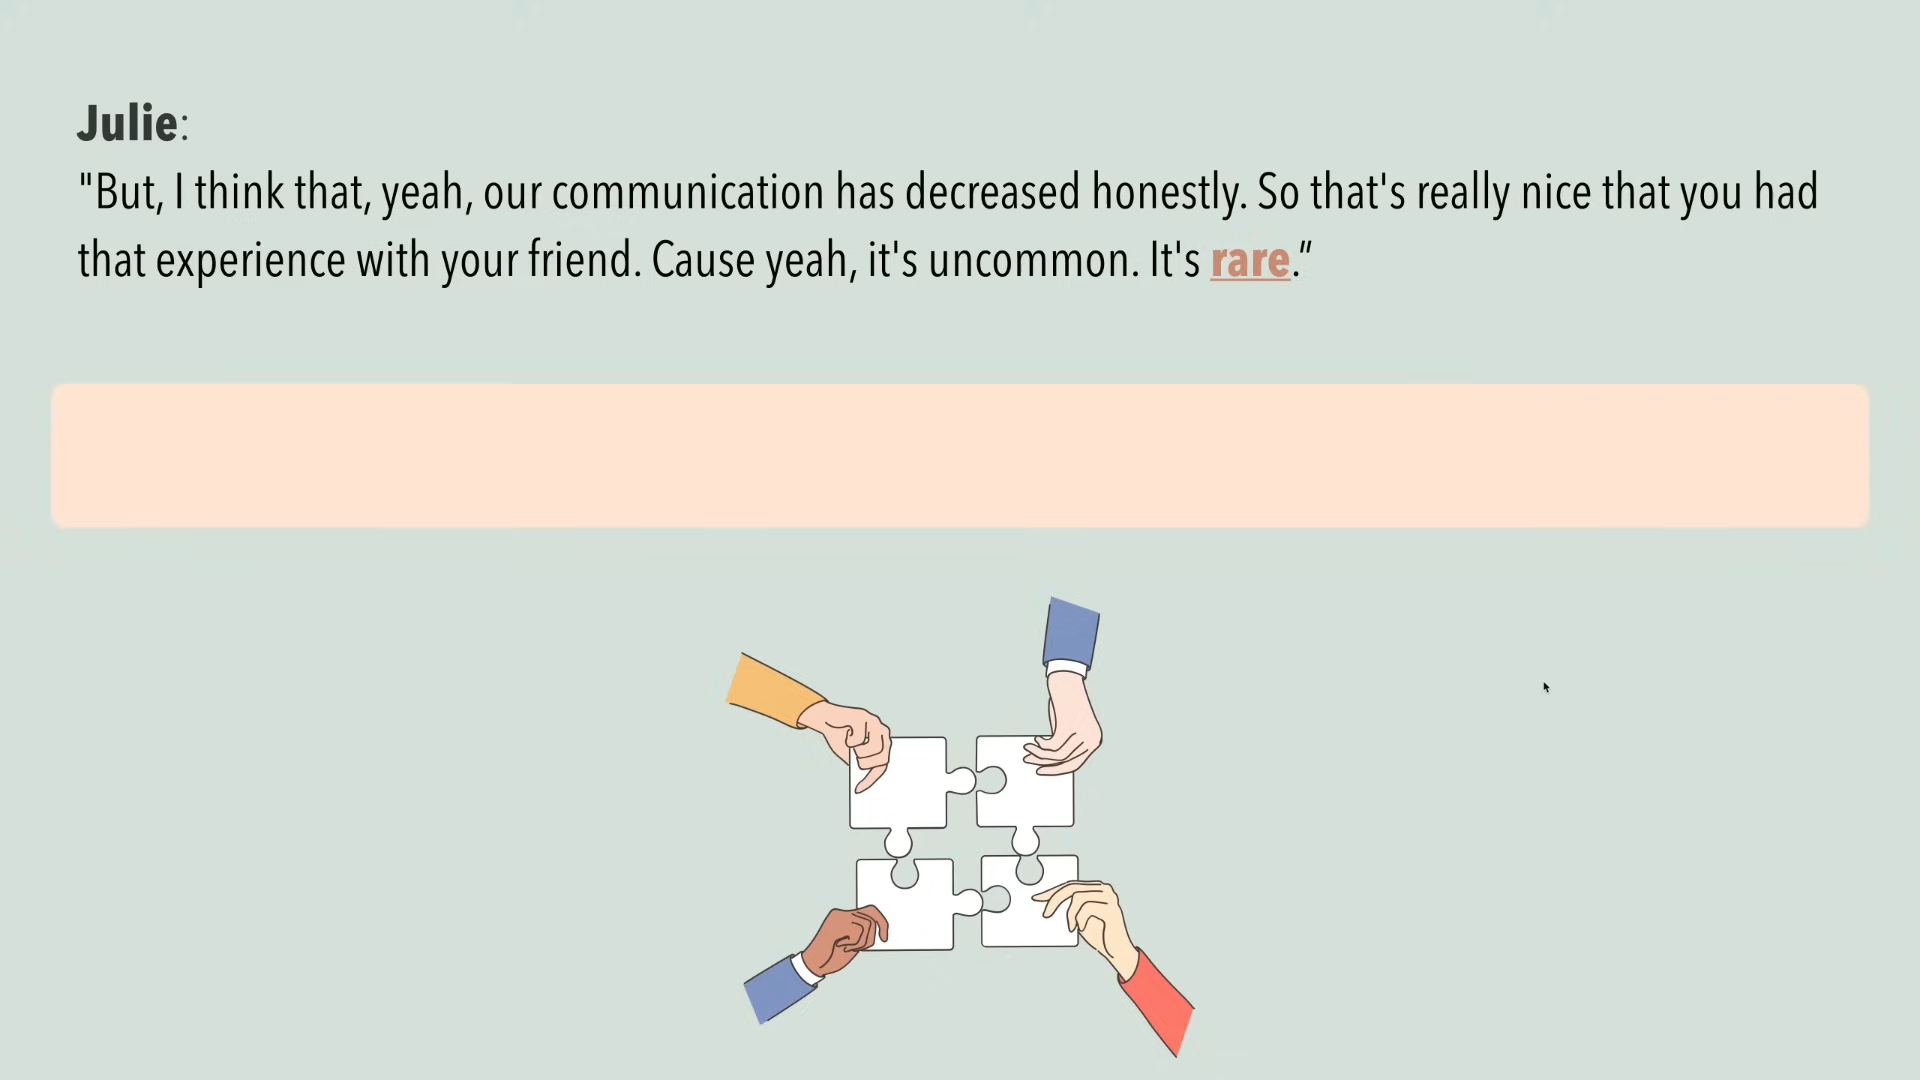 Julie:
"But, I think that, yeah, our communication has decreased honestly. So that's really nice that you had
that experience with your friend. Cause yeah, it's uncommon. It's rare.”